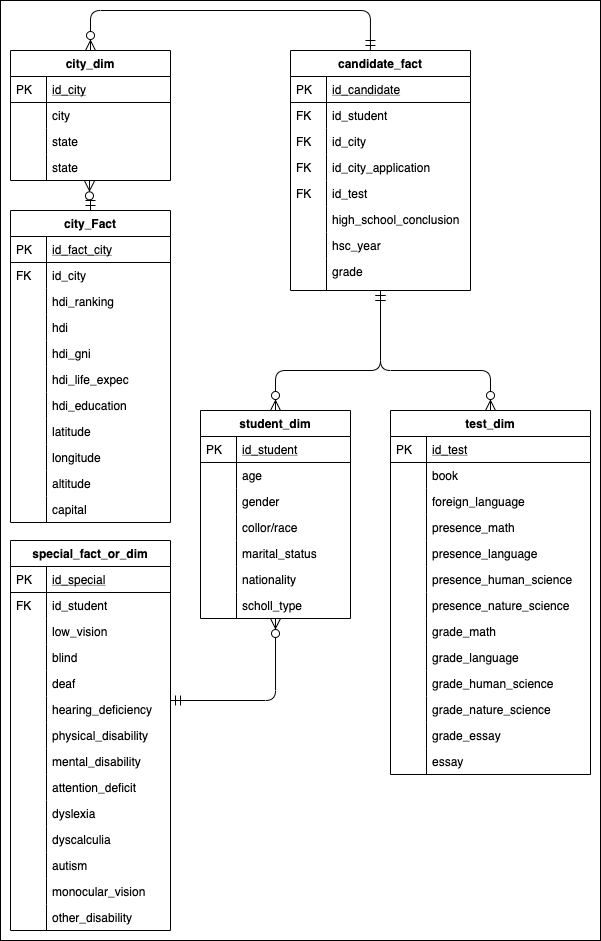 city_dim
PK id_city
city
state
state
candidate_fact
PK id_candidate
FK id_student
FK id_city
FK id_city_application
FK id_test
high_school_conclusion
hsc_year
grade
city_Fact
PK id_fact_city
FK id_city
hdi_ranking
hdi
hdi_gni
hdi_life_expec
hdi_education
latitude
longitude
altitude
capital
student_dim
PK id_student
age
gender
collor/race
marital_status
nationality
scholl_type
test_dim
PK id_test
book
foreign_language
presence_math
presence_language
presence_human_science
presence_nature_science
grade_math
grade_language
grade_human_science
grade_nature_science
grade_essay
essay
special_fact_or_dim
PK id_special
FK id_student
low_vision
blind
deaf
hearing_deficiency
physical_disability
mental_disability
attention_deficit
dyslexia
dyscalculia
autism
monocular_vision
other_disability